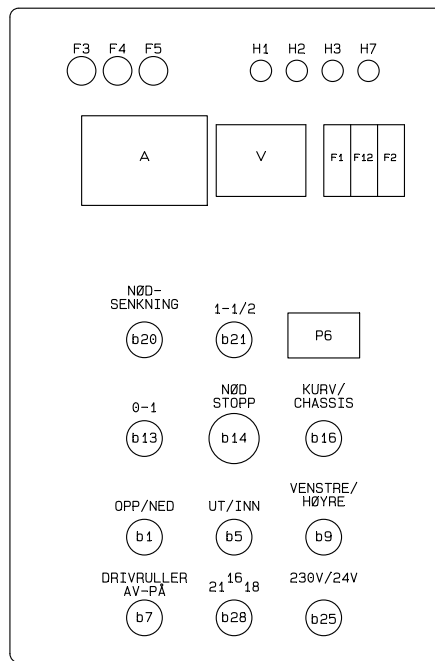 F3 F4 F5 H1 H2 H3 H7
A V F1 F12 F2
NØD-
SENKNING
1-1/2
b20 b21 P6
0-1
NØD
STOPP
KURV/
CHASSIS
b13 b14 b16
OPP/NED UT/INN
VENSTRE/
HØYRE
b1 b5 b9
DRIVRULLER
AV-PÅ
21 16 18
230V/24V
b7 b28 b25